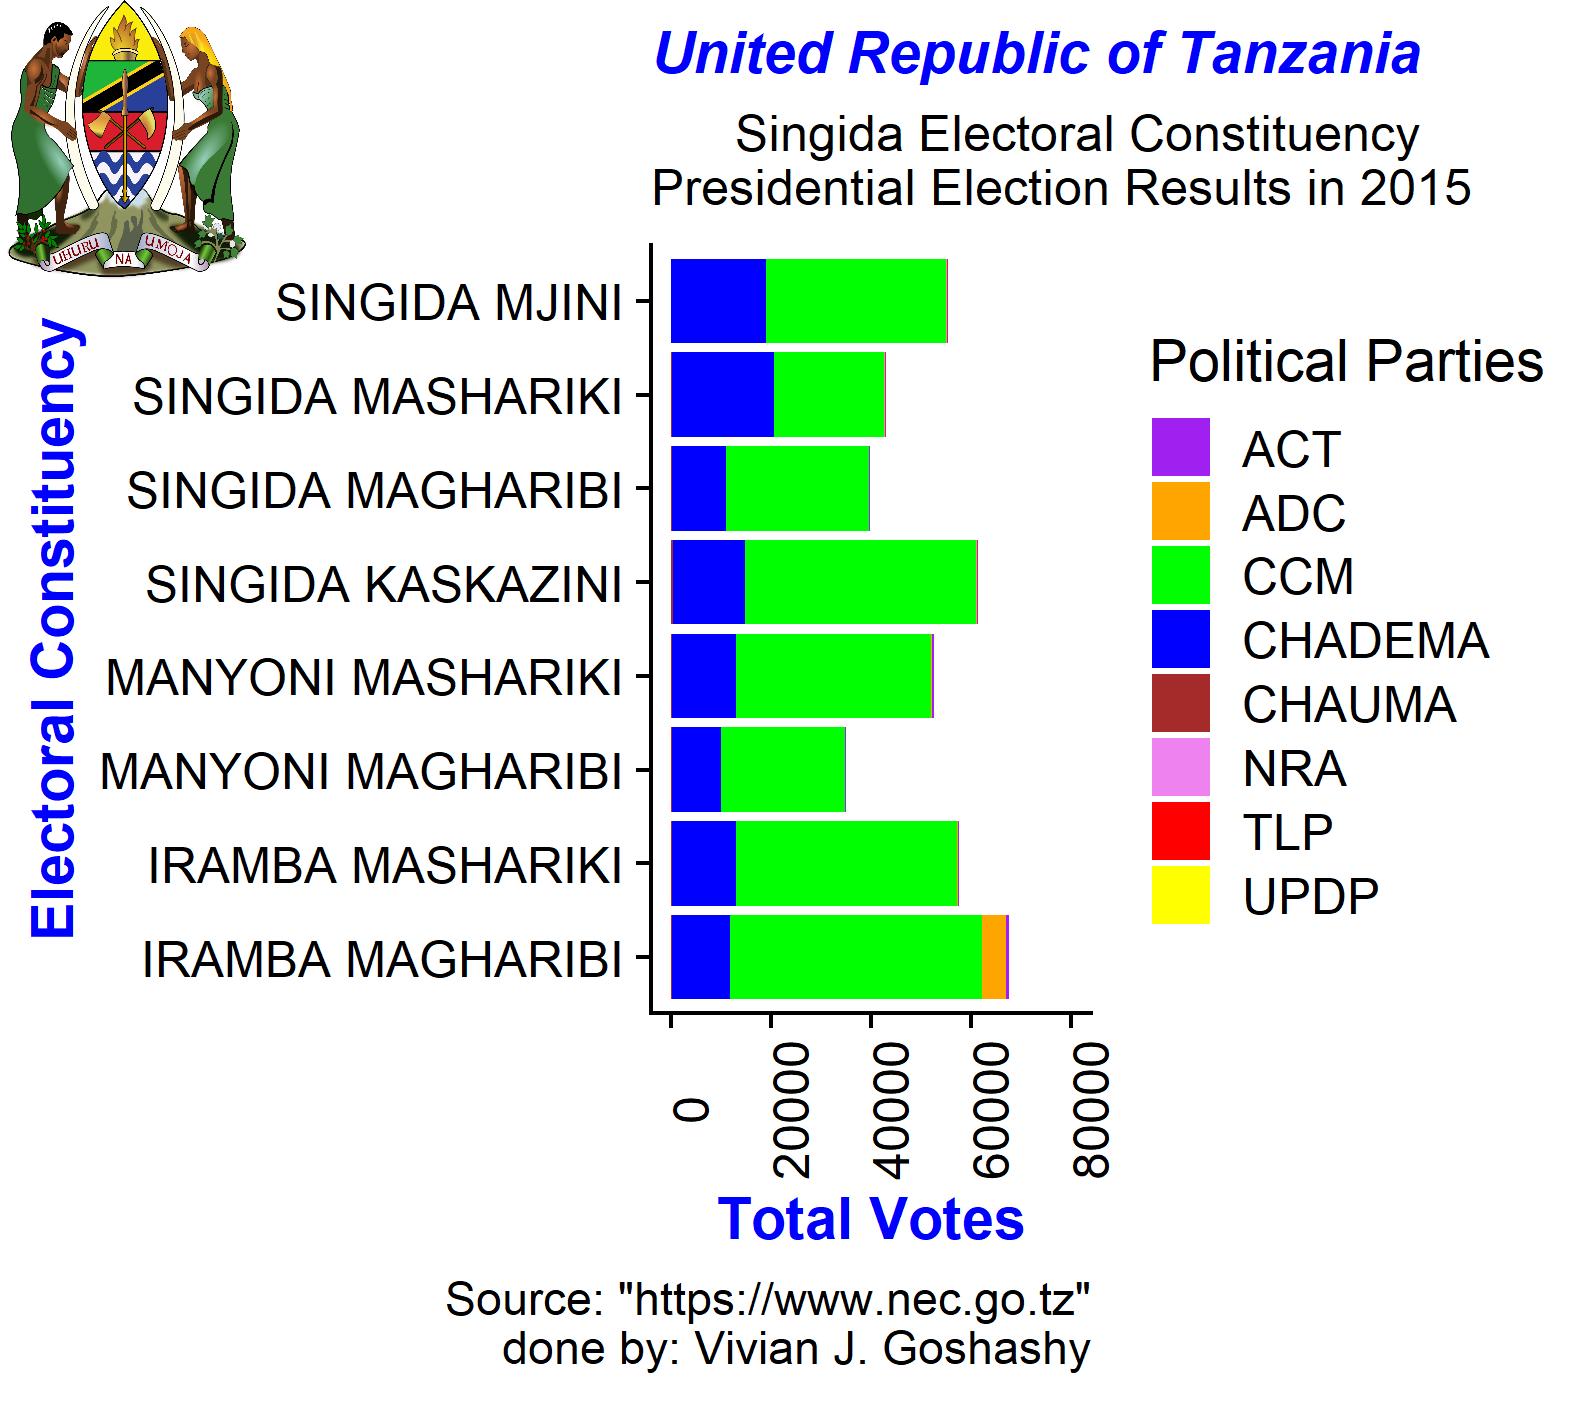 United Republic of Tanzania
Singida Electoral Constituency
Presidential Election Results in 2015
UHURU NA UMOJA
Electoral Constituency
SINGIDA MJINI
SINGIDA MASHARIKI
SINGIDA MAGHARIBI
SINGIDA KASKAZINI
MANYONI MASHARIKI
MANYONI MAGHARIBI
IRAMBA MASHARIKI
IRAMBA MAGHARIBI
Political Parties
ACT
ADC
CCM
CHADEMA
CHAUMA
NRA
TLP
UPDP
0
20000
40000
60000
80000
Total Votes
Source: "https://www.nec.go.tz"
done by: Vivian J. Goshashy